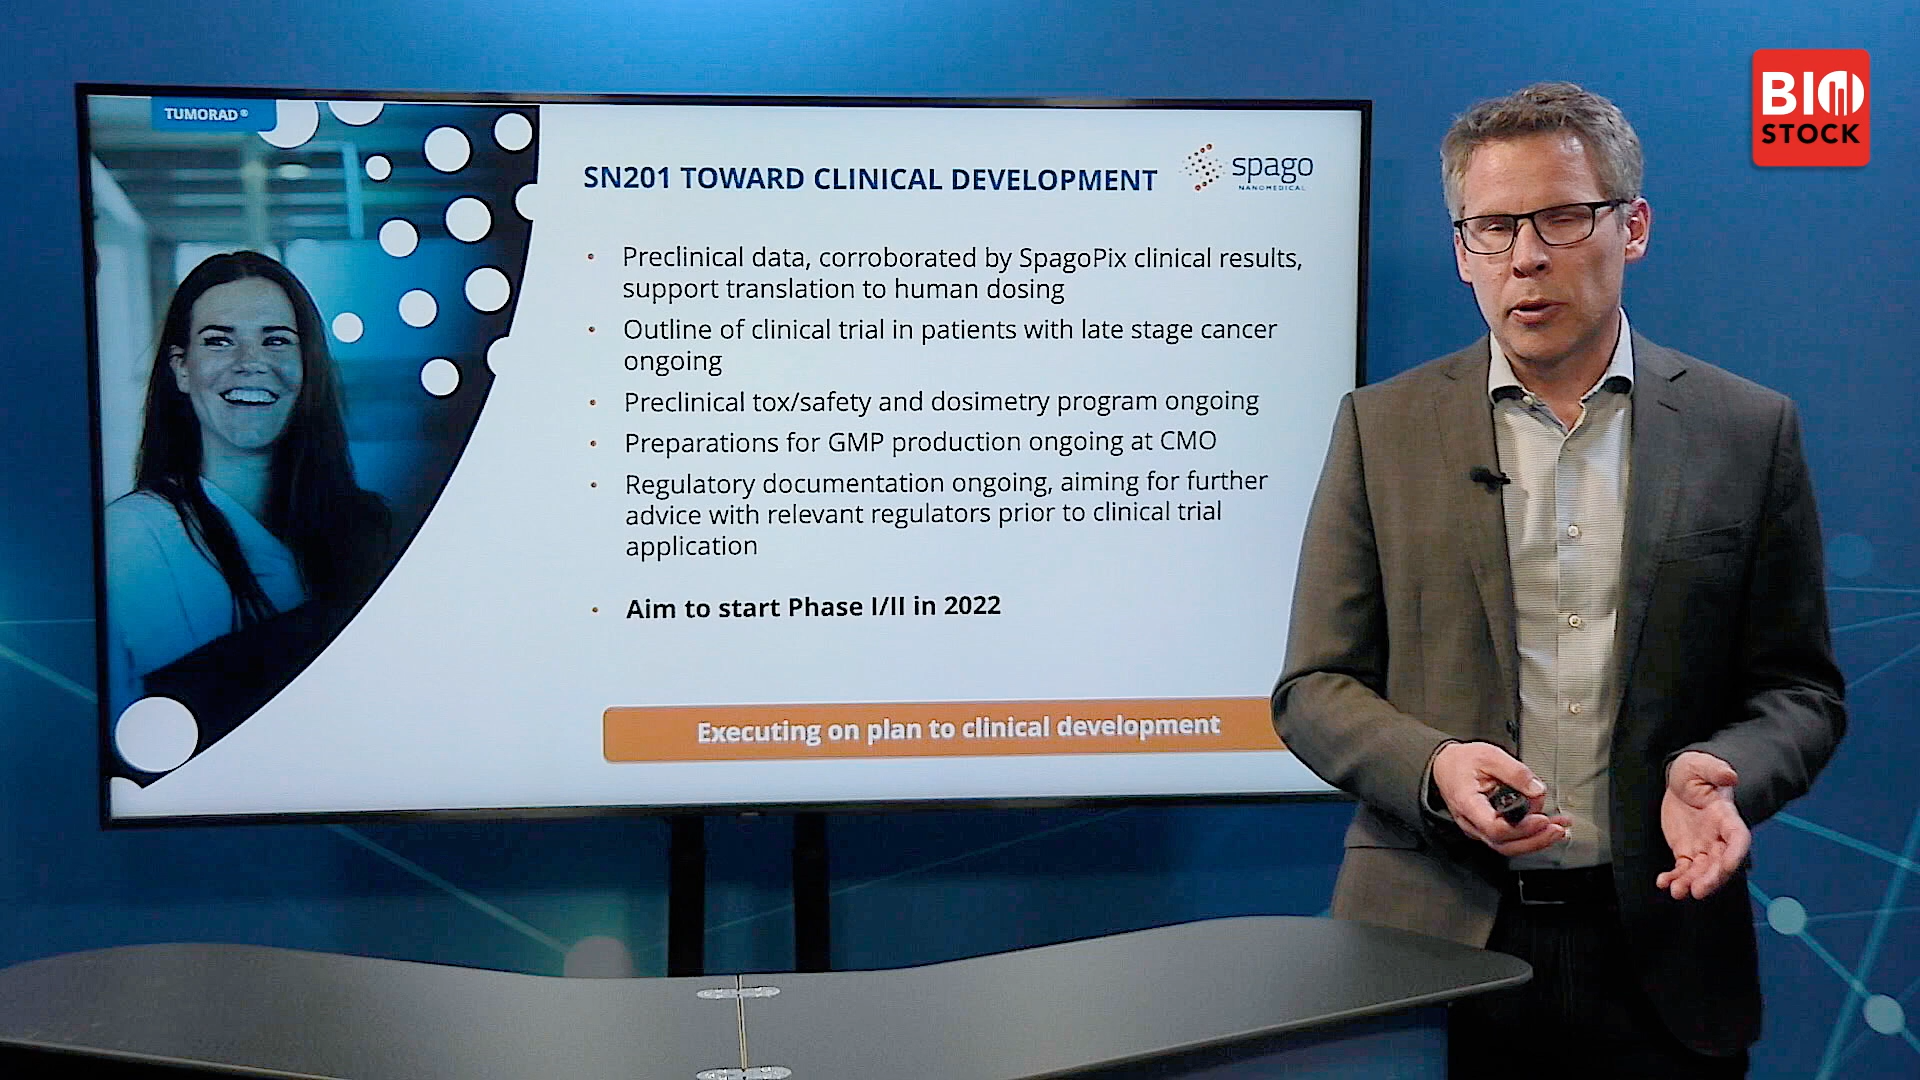 BIO
STOCK
TUMORAD®
SN201 TOWARD CLINICAL DEVELOPMENT
spago
NANOMEDICAL
• Preclinical data, corroborated by SpagoPix clinical results,
support translation to human dosing
• Outline of clinical trial in patients with late stage cancer
ongoing
• Preclinical tox/safety and dosimetry program ongoing
• Preparations for GMP production ongoing at CMO
• Regulatory documentation ongoing, aiming for further
advice with relevant regulators prior to clinical trial
application
• Aim to start Phase I/II in 2022
Executing on plan to clinical development